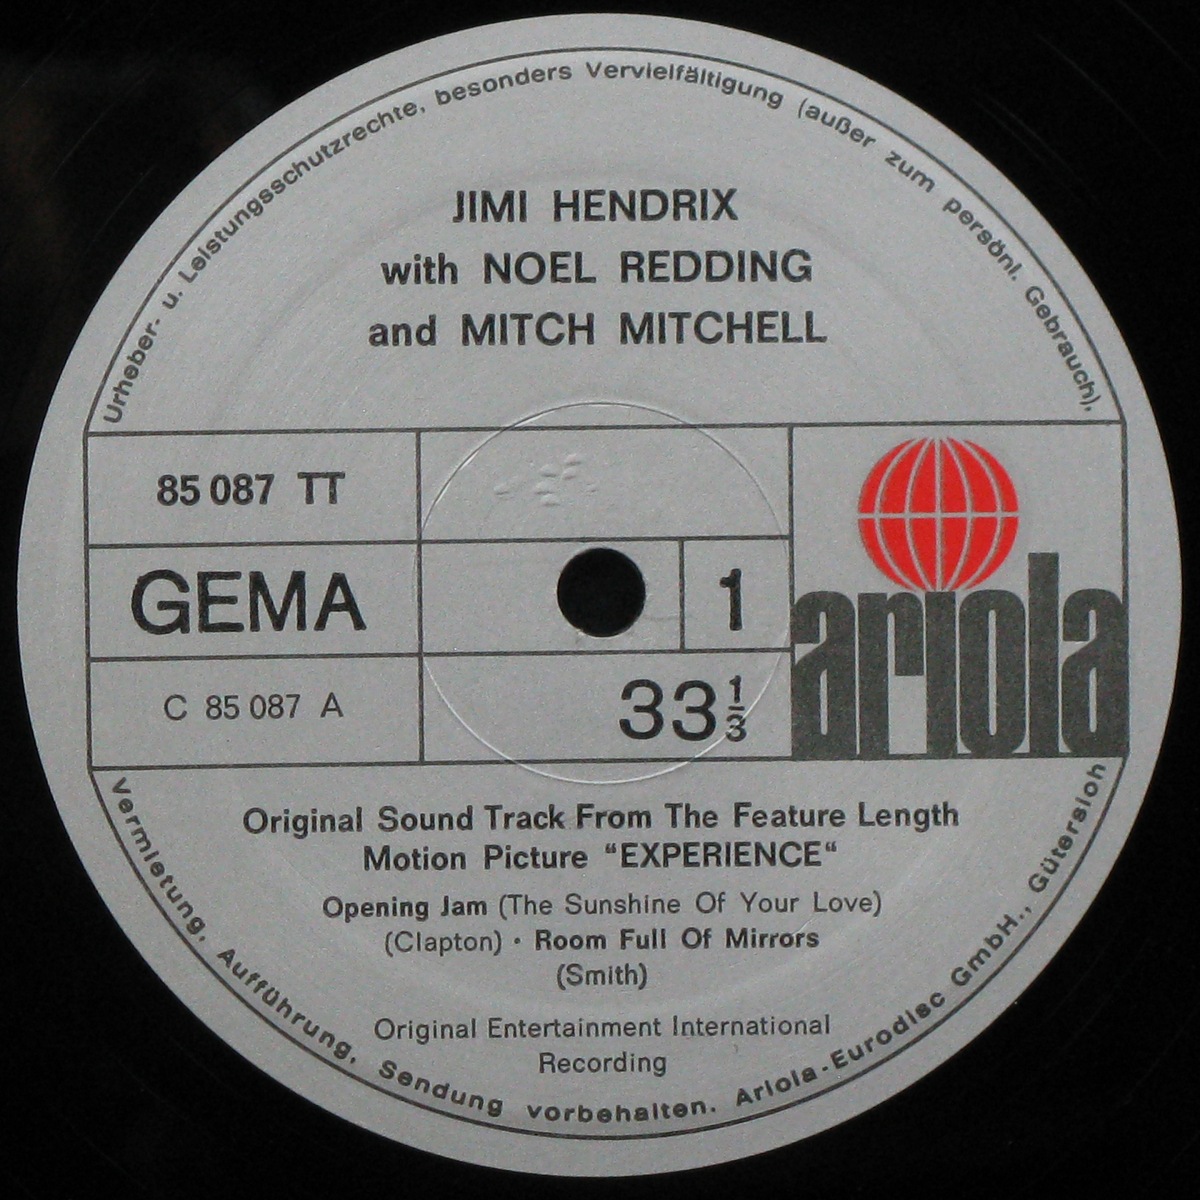 Urheber- u. Leistungsschutzrechte, besonders Vervielfältigung (außer zum persönl. Gebrauch),
JIMI HENDRIX
with NOEL REDDING
and MITCH MITCHELL
85 087 TT
GEMA
1
C 85 087 A
33 1/3
ariola
Original Sound Track From The Feature Length
Motion Picture “EXPERIENCE“
Opening Jam (The Sunshine Of Your Love)
(Clapton) · Room Full Of Mirrors
(Smith)
Original Entertainment International
Recording
Vermietung, Aufführung, Sendung vorbehalten. Ariola-Eurodisc GmbH., Gütersloh